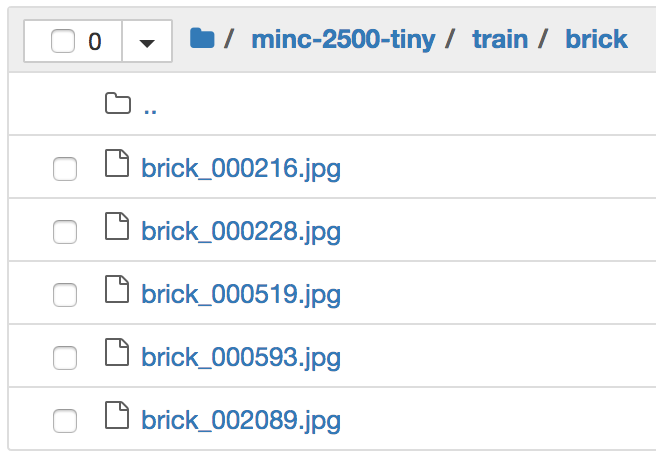 0 / minc-2500-tiny / train / brick
..
brick_000216.jpg
brick_000228.jpg
brick_000519.jpg
brick_000593.jpg
brick_002089.jpg